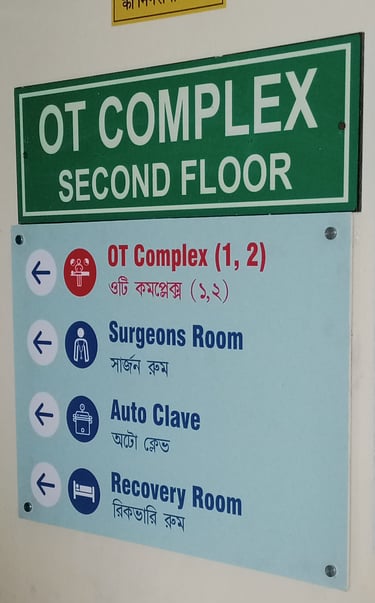 OT COMPLEX
SECOND FLOOR
OT Complex (1, 2)
ওটি কমপ্লেক্স (১,২)
Surgeons Room
সার্জন রুম
Auto Clave
অটো ক্লেভ
Recovery Room
রিকভারি রুম